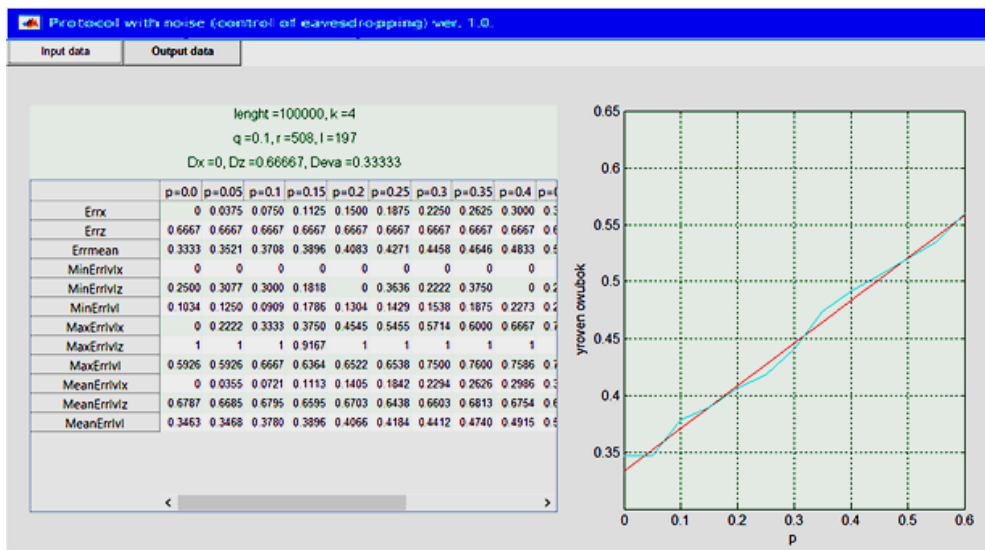 Protocol with noise (control of eavesdropping) ver. 1.0.
Input data Output data
lenght =100000, k =4
q =0.1, r =508, l =197
Dx =0, Dz =0.66667, Deva =0.33333
p=0.0 p=0.05 p=0.1 p=0.15 p=0.2 p=0.25 p=0.3 p=0.35 p=0.4
Errx 0 0.0375 0.0750 0.1125 0.1500 0.1875 0.2250 0.2625 0.3000
Errz 0.6667 0.6667 0.6667 0.6667 0.6667 0.6667 0.6667 0.6667 0.6667
Errmean 0.3333 0.3521 0.3708 0.3896 0.4083 0.4271 0.4458 0.4646 0.4833
MinErrlvlx 0 0 0 0 0 0 0 0 0
MinErrlvlz 0.2500 0.3077 0.3000 0.1818 0 0.3636 0.2222 0.3750 0
MinErrlvl 0.1034 0.1250 0.0909 0.1786 0.1304 0.1429 0.1538 0.1875 0.2273
MaxErrlvlx 0 0.2222 0.3333 0.3750 0.4545 0.5455 0.5714 0.6000 0.6667
MaxErrlvlz 1 1 1 0.9167 1 1 1 1 1
MaxErrlvl 0.5926 0.5926 0.6667 0.6364 0.6522 0.6538 0.7500 0.7600 0.7586
MeanErrlvlx 0 0.0355 0.0721 0.1113 0.1405 0.1842 0.2294 0.2626 0.2986
MeanErrlvlz 0.6787 0.6685 0.6795 0.6595 0.6703 0.6438 0.6603 0.6813 0.6754
MeanErrlvl 0.3463 0.3468 0.3780 0.3896 0.4066 0.4184 0.4412 0.4740 0.4915
yroven owubok
0.65
0.6
0.55
0.5
0.45
0.4
0.35
0 0.1 0.2 0.3 0.4 0.5 0.6
p